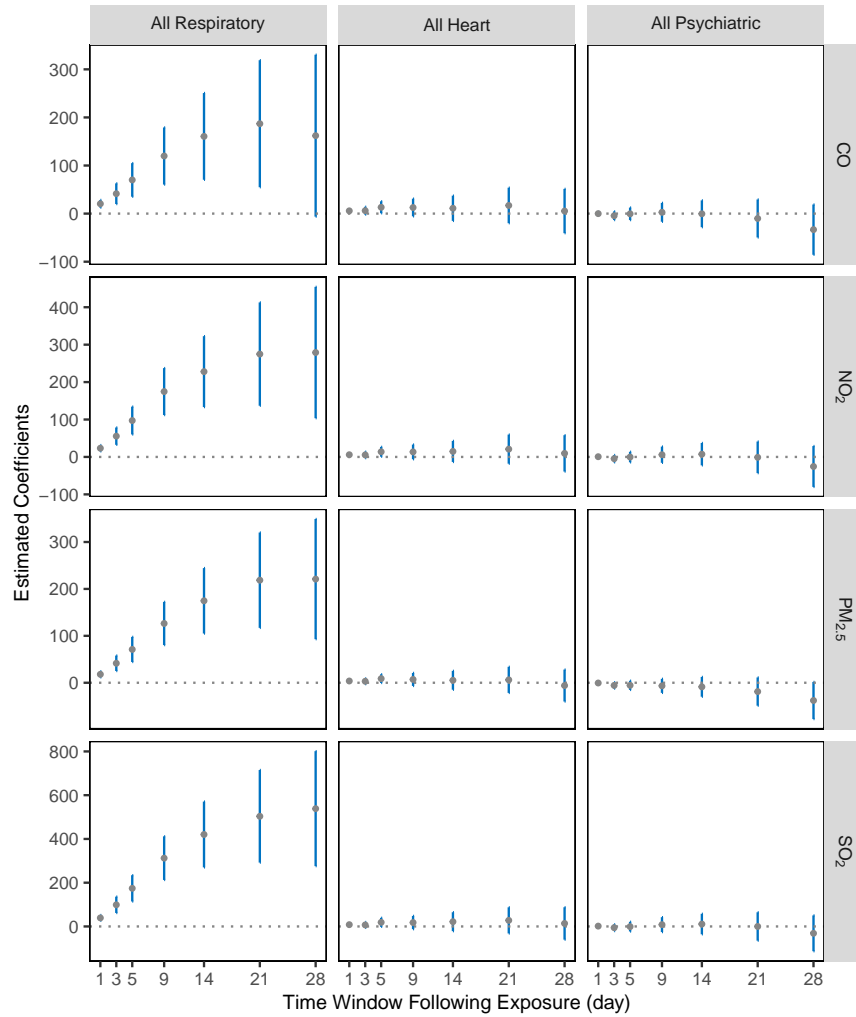 All Respiratory All Heart All Psychiatric
300
200
100
0
−100
CO
400
300
200
100
0
−100
NO₂
300
200
100
0
PM₂.₅
800
600
400
200
0
SO₂
Estimated Coefficients
1 3 5 9 14 21 28 1 3 5 9 14 21 28 1 3 5 9 14 21 28
Time Window Following Exposure (day)